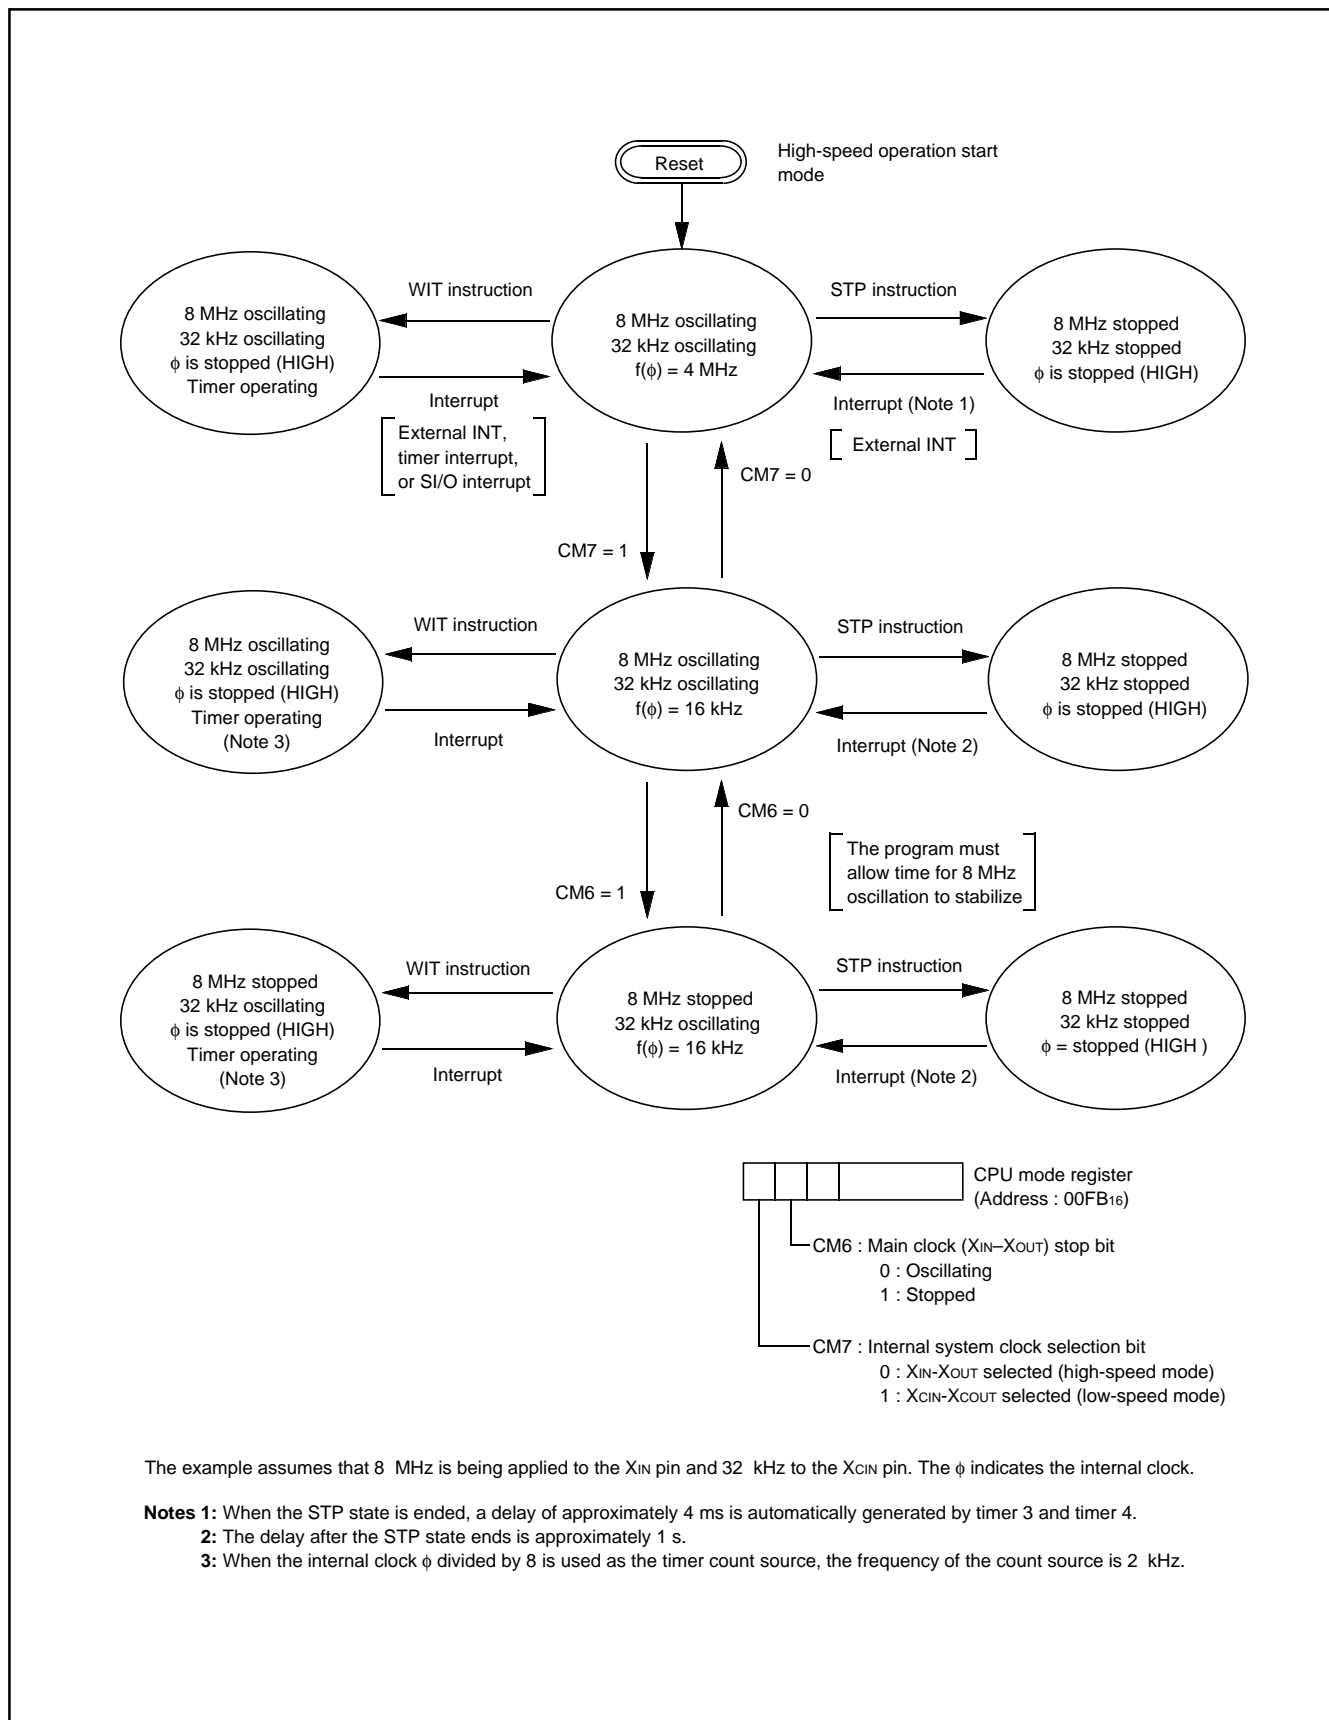 Reset
High-speed operation start
mode
8 MHz oscillating
32 kHz oscillating
ϕ is stopped (HIGH)
Timer operating
WIT instruction
Interrupt
External INT,
timer interrupt,
or SI/O interrupt
8 MHz oscillating
32 kHz oscillating
f(ϕ) = 4 MHz
STP instruction
Interrupt (Note 1)
External INT
8 MHz stopped
32 kHz stopped
ϕ is stopped (HIGH)
CM7 = 1
CM7 = 0
8 MHz oscillating
32 kHz oscillating
ϕ is stopped (HIGH)
Timer operating
(Note 3)
WIT instruction
Interrupt
8 MHz oscillating
32 kHz oscillating
f(ϕ) = 16 kHz
STP instruction
Interrupt (Note 2)
8 MHz stopped
32 kHz stopped
ϕ is stopped (HIGH)
CM6 = 1
CM6 = 0
The program must
allow time for 8 MHz
oscillation to stabilize
8 MHz stopped
32 kHz oscillating
ϕ is stopped (HIGH)
Timer operating
(Note 3)
WIT instruction
Interrupt
8 MHz stopped
32 kHz oscillating
f(ϕ) = 16 kHz
STP instruction
Interrupt (Note 2)
8 MHz stopped
32 kHz stopped
ϕ = stopped (HIGH )
CPU mode register
(Address : 00FB16)
CM6 : Main clock (XIN–XOUT) stop bit
0 : Oscillating
1 : Stopped
CM7 : Internal system clock selection bit
0 : XIN-XOUT selected (high-speed mode)
1 : XCIN-XCOUT selected (low-speed mode)
The example assumes that 8 MHz is being applied to the XIN pin and 32 kHz to the XCIN pin. The ϕ indicates the internal clock.
Notes 1: When the STP state is ended, a delay of approximately 4 ms is automatically generated by timer 3 and timer 4.
2: The delay after the STP state ends is approximately 1 s.
3: When the internal clock ϕ divided by 8 is used as the timer count source, the frequency of the count source is 2 kHz.